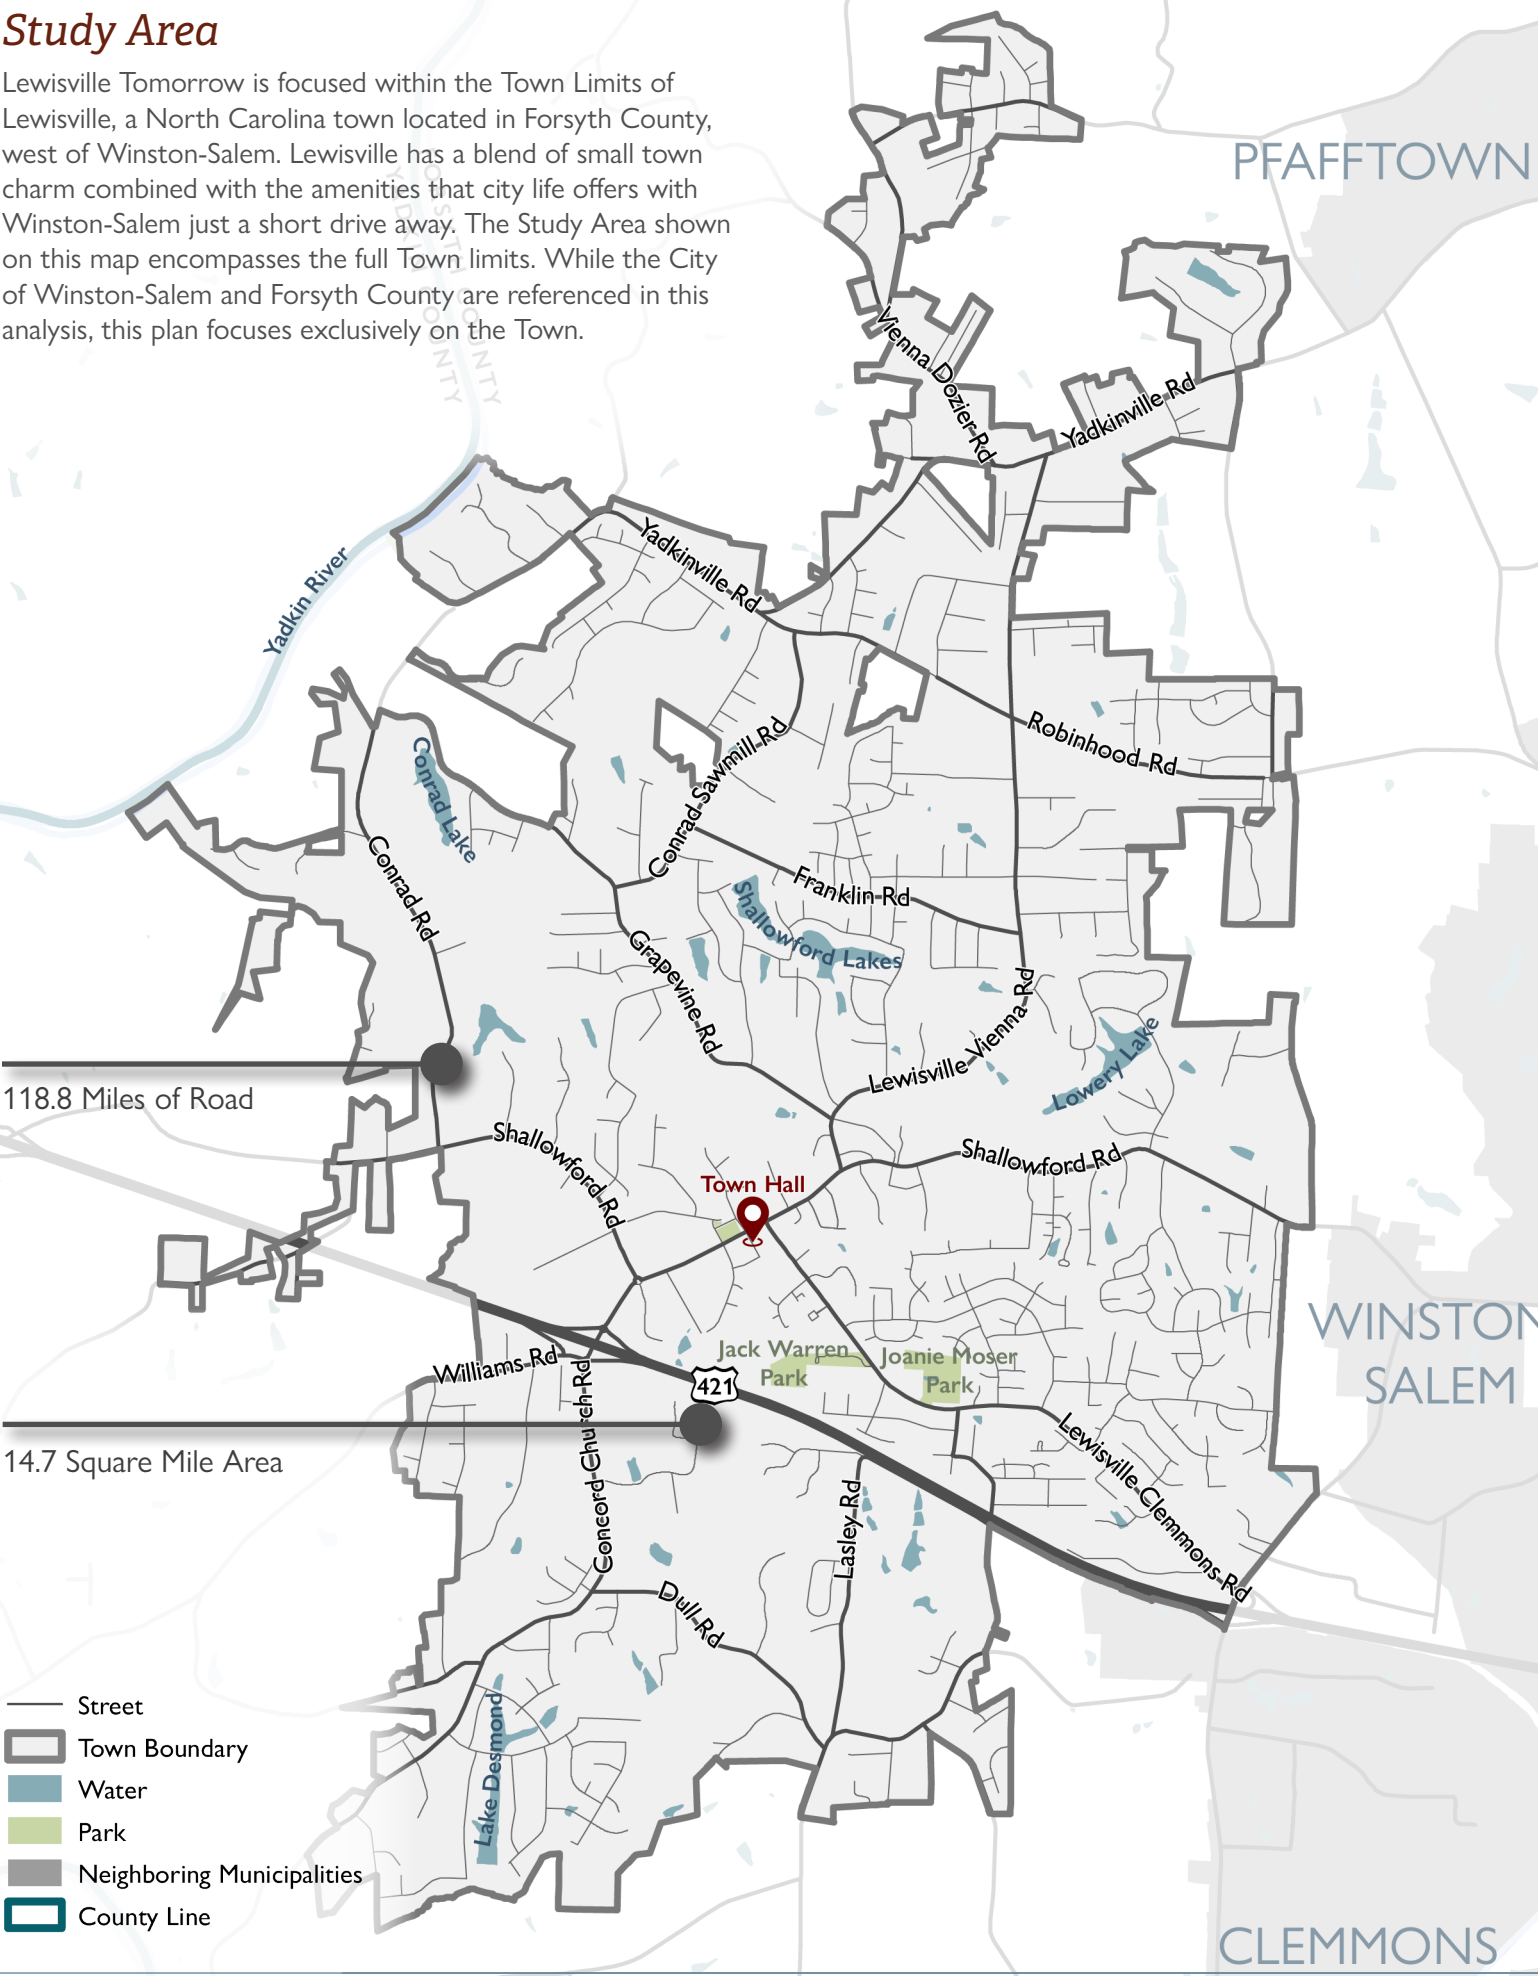 Study Area
Lewisville Tomorrow is focused within the Town Limits of
Lewisville, a North Carolina town located in Forsyth County,
west of Winston-Salem. Lewisville has a blend of small town
charm combined with the amenities that city life offers with
Winston-Salem just a short drive away. The Study Area shown
on this map encompasses the full Town limits. While the City
of Winston-Salem and Forsyth County are referenced in this
analysis, this plan focuses exclusively on the Town.
FORSYTH COUNTY
YADKIN COUNTY
PFAFFTOWN
Vienna Dozier Rd
Yadkinville Rd
Yadkinville Rd
Yadkin River
Robinhood Rd
Conrad Lake
Conrad Sawmill Rd
Conrad Rd
Franklin Rd
Shallowford Lakes
Grapevine Rd
Lewisville Vienna Rd
Lowery Lake
118.8 Miles of Road
Shallowford Rd
Shallowford Rd
Town Hall
WINSTON
SALEM
Jack Warren
Park
Joanie Moser
Park
Williams Rd
421
Concord Church Rd
14.7 Square Mile Area
Lewisville Clemmons Rd
Lasley Rd
Dull Rd
Lake Desmond
Street
Town Boundary
Water
Park
Neighboring Municipalities
County Line
CLEMMONS